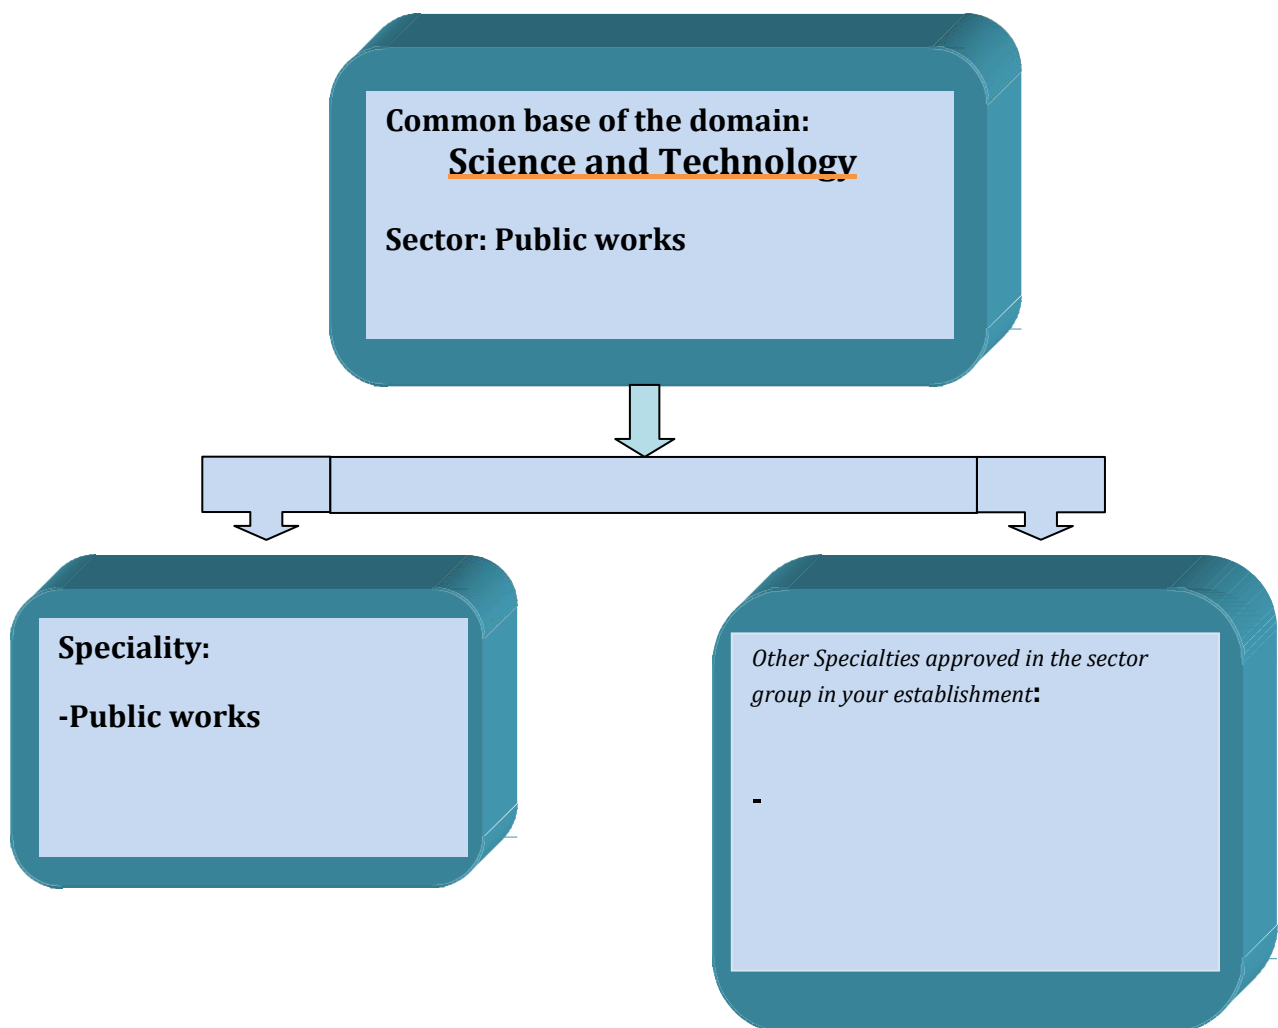 Common base of the domain:
Science and Technology
Sector: Public works
Speciality:
-Public works
Other Specialties approved in the sector
group in your establishment:
-